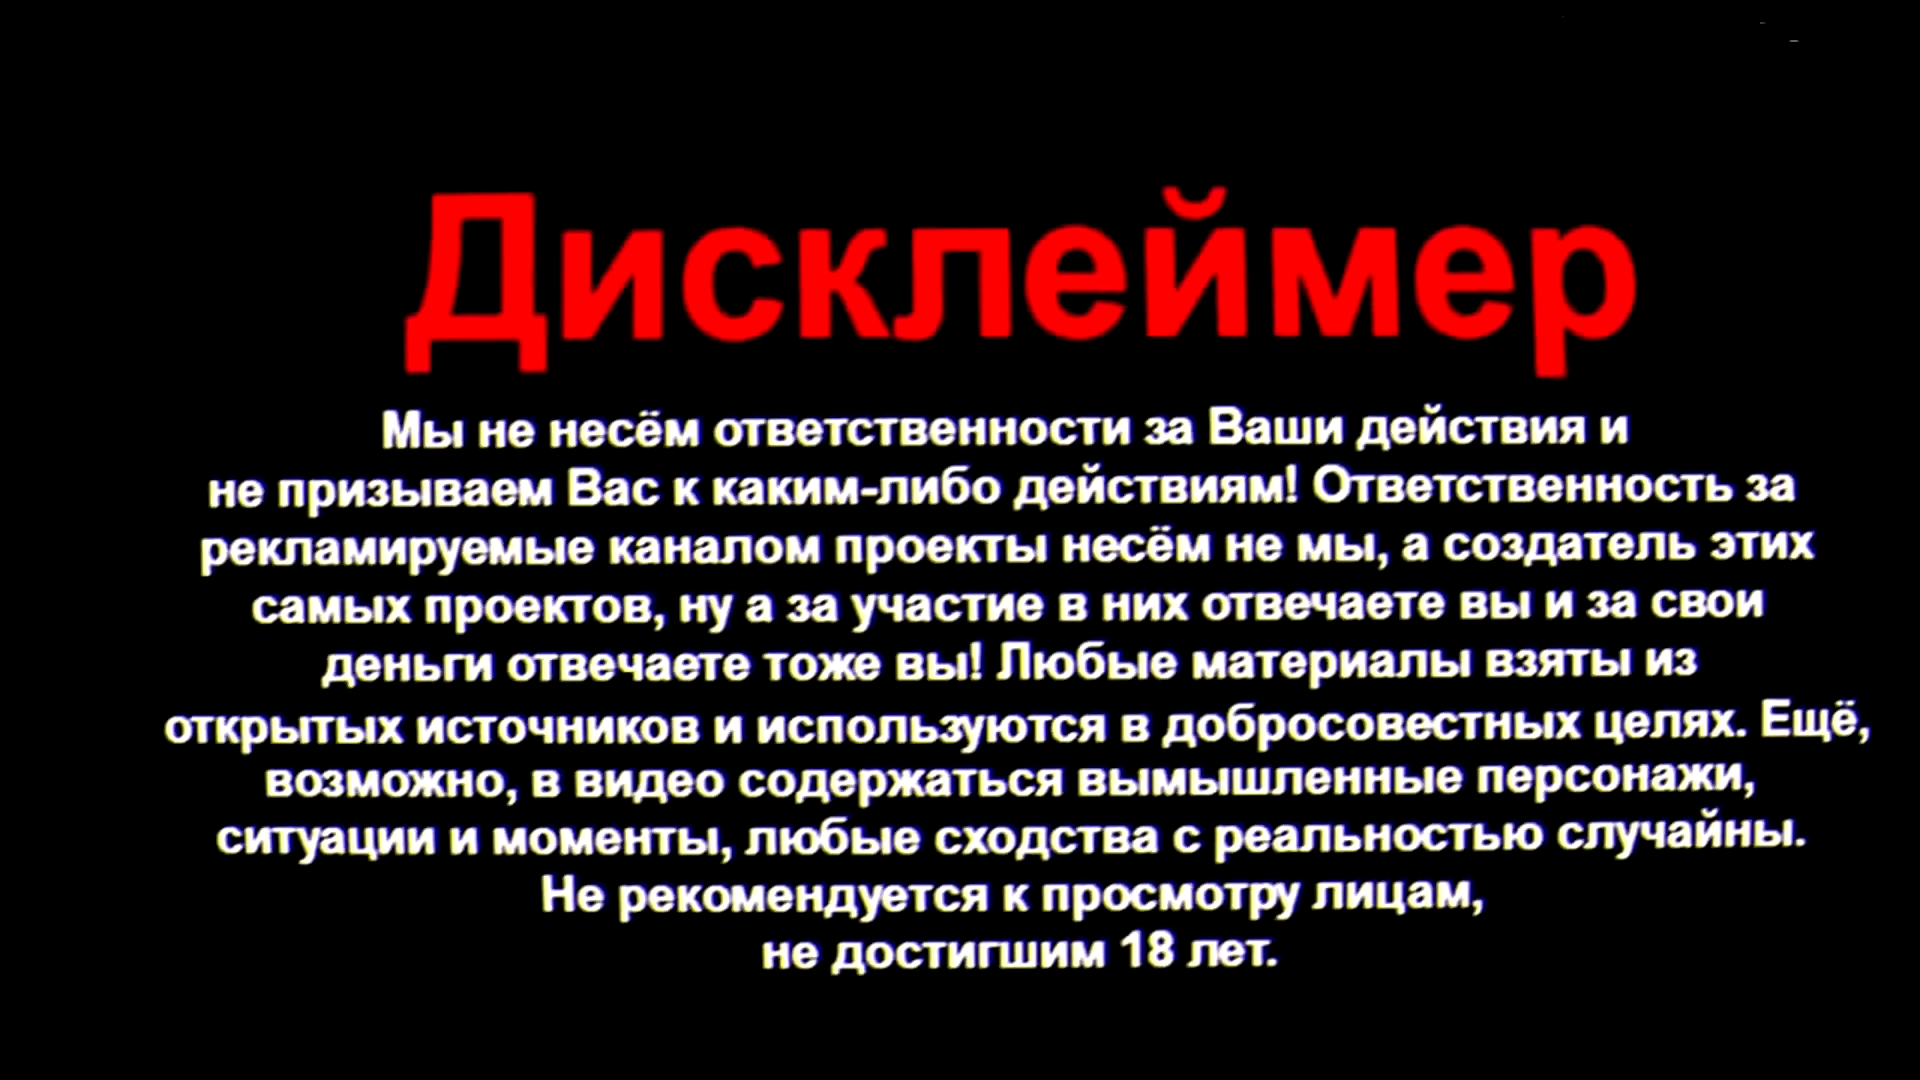 Дисклеймер
Мы не несём ответственности за Ваши действия и
не призываем Вас к каким-либо действиям! Ответственность за
рекламируемые каналом проекты несём не мы, а создатель этих
самых проектов, ну а за участие в них отвечаете вы и за свои
деньги отвечаете тоже вы! Любые материалы взяты из
открытых источников и используются в добросовестных целях. Ещё,
возможно, в видео содержаться вымышленные персонажи,
ситуации и моменты, любые сходства с реальностью случайны.
Не рекомендуется к просмотру лицам,
не достигшим 18 лет.